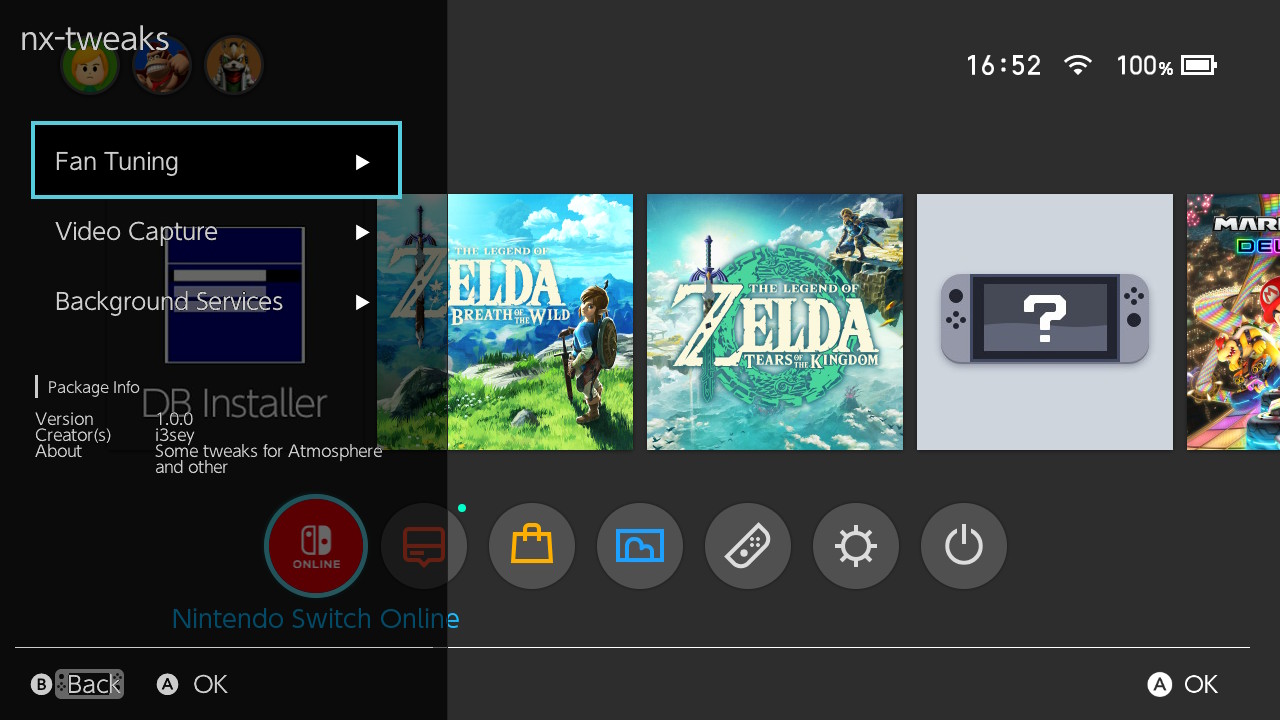 nx-tweaks
16:52
100%
Fan Tuning
Video Capture
Background Services
Package Info
DB Installer
Version 1.0.0
Creator(s) i3sey
About Some tweaks for Atmosphere
and other
THE LEGEND OF
ZELDA
BREATH OF THE WILD
THE LEGEND OF
ZELDA
TEARS OF THE KINGDOM
?
MAR
DEL
ONLINE
Nintendo Switch Online
B Back A OK
A OK